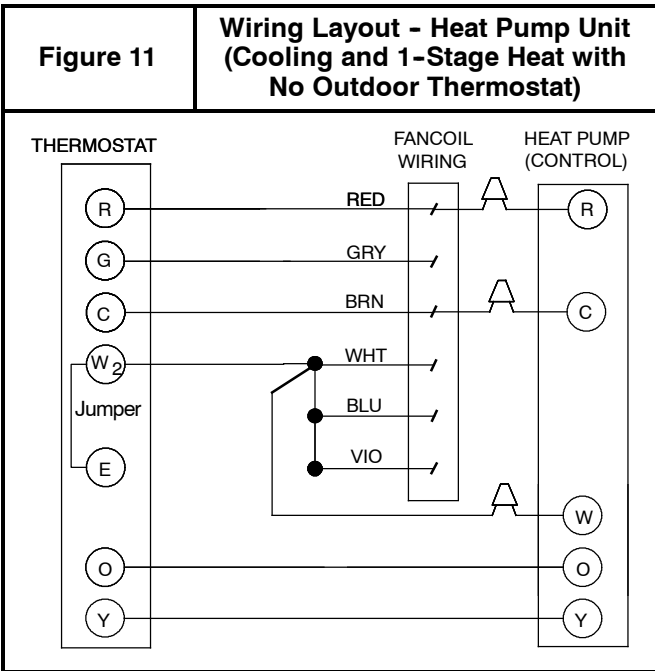 Figure 11
Wiring Layout - Heat Pump Unit
(Cooling and 1-Stage Heat with
No Outdoor Thermostat)
THERMOSTAT
FANCOIL
WIRING
HEAT PUMP
(CONTROL)
R
RED
R
G
GRY
C
BRN
C
W2
WHT
Jumper
BLU
E
VIO
W
O
O
Y
Y